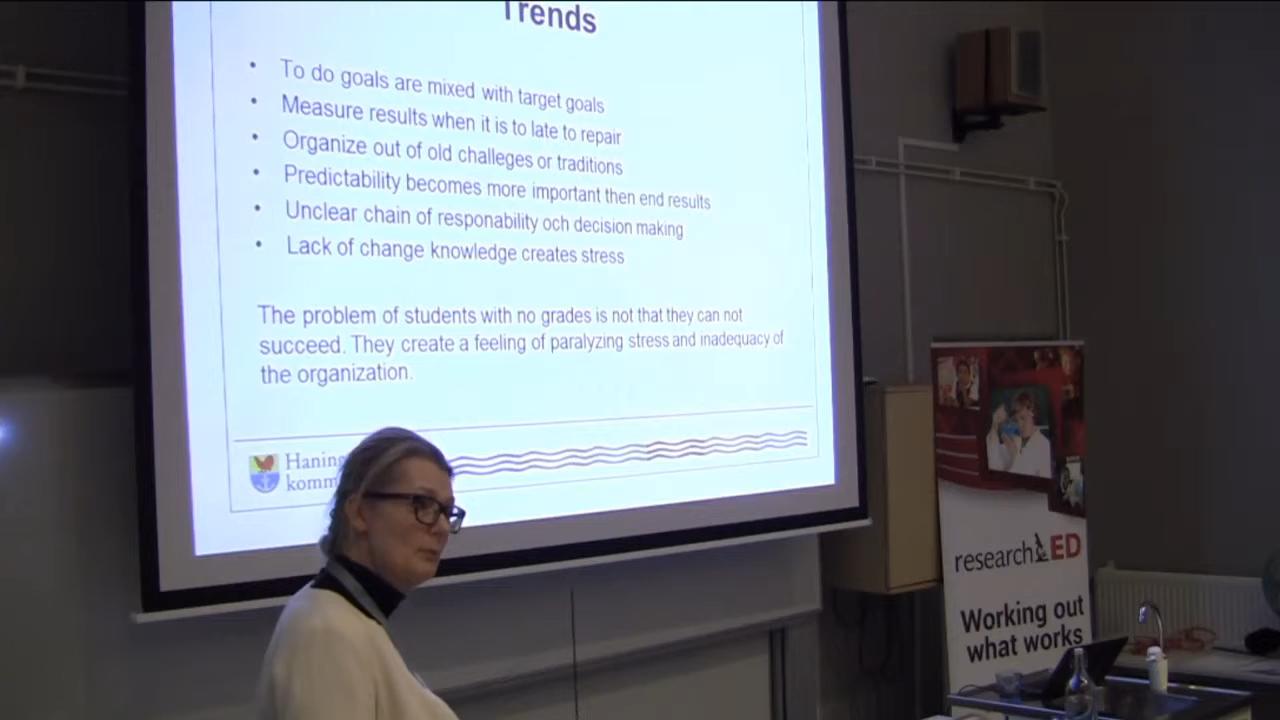 Trends
• To do goals are mixed with target goals
• Measure results when it is to late to repair
• Organize out of old challeges or traditions
• Predictability becomes more important then end results
• Unclear chain of responability och decision making
• Lack of change knowledge creates stress
The problem of students with no grades is not that they can not
succeed. They create a feeling of paralyzing stress and inadequacy of
the organization.
Haning
komm
researchED
Working out
what works